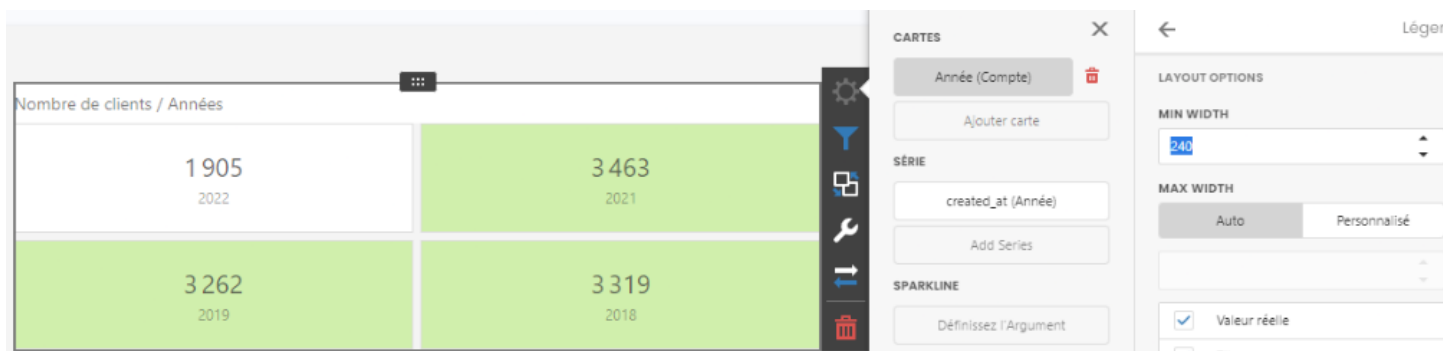 Nombre de clients / Années
1 905
2022
3 463
2021
3 262
2019
3 319
2018
CARTES
Année (Compte)
Ajouter carte
SÉRIE
created_at (Année)
Add Series
SPARKLINE
Définissez l'Argument
Léger
LAYOUT OPTIONS
MIN WIDTH
240
MAX WIDTH
Auto
Personnalisé
Valeur réelle